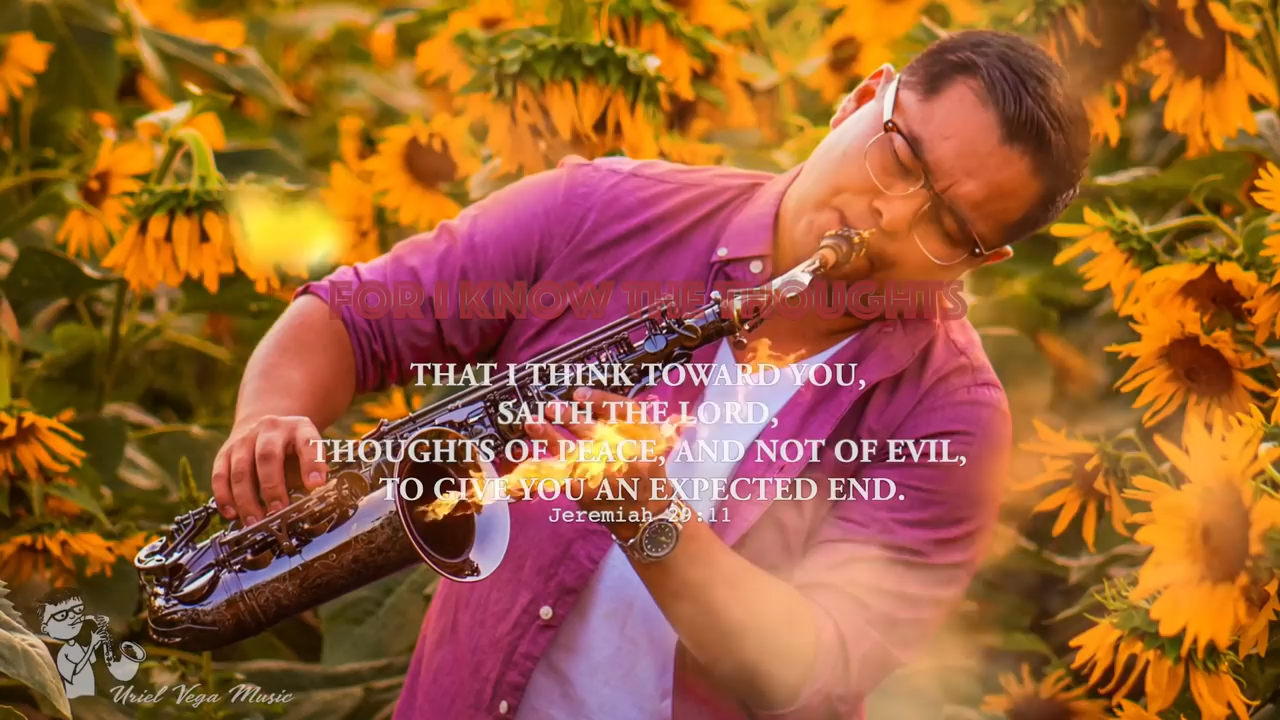 FOR I KNOW THE THOUGHTS
THAT I THINK TOWARD YOU,
SAITH THE LORD,
THOUGHTS OF PEACE, AND NOT OF EVIL,
TO GIVE YOU AN EXPECTED END.
Jeremiah 29:11
Uriel Vega Music